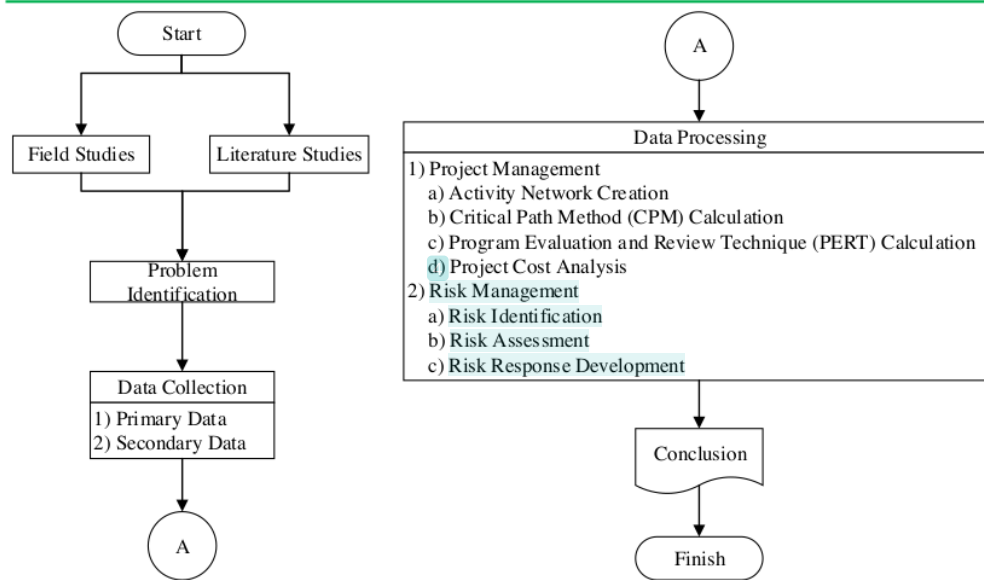 Start
Field Studies
Literature Studies
Problem
Identification
Data Collection
1) Primary Data
2) Secondary Data
A
A
Data Processing
1) Project Management
a) Activity Network Creation
b) Critical Path Method (CPM) Calculation
c) Program Evaluation and Review Technique (PERT) Calculation
d) Project Cost Analysis
2) Risk Management
a) Risk Identification
b) Risk Assessment
c) Risk Response Development
Conclusion
Finish